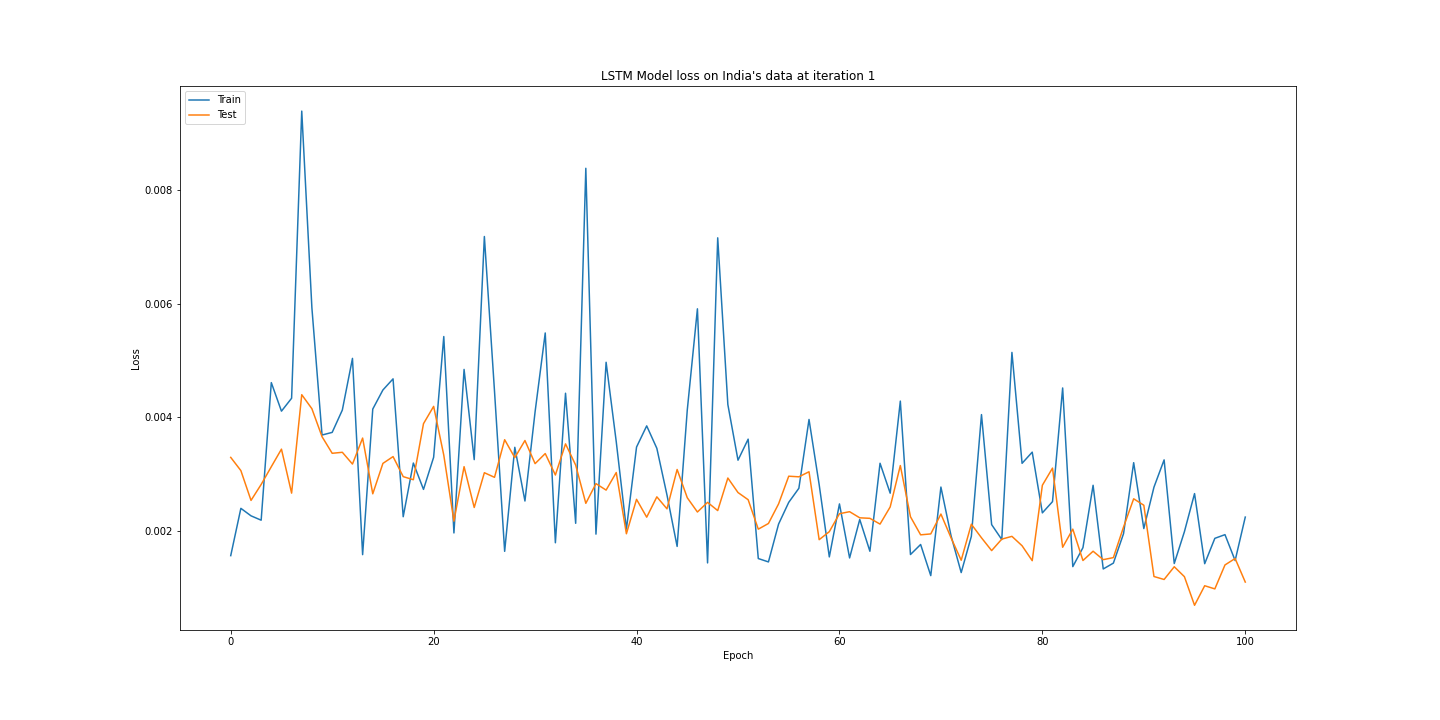 LSTM Model loss on India's data at iteration 1
Train
Test
0.008
0.006
0.004
0.002
Loss
0 20 40 60 80 100
Epoch